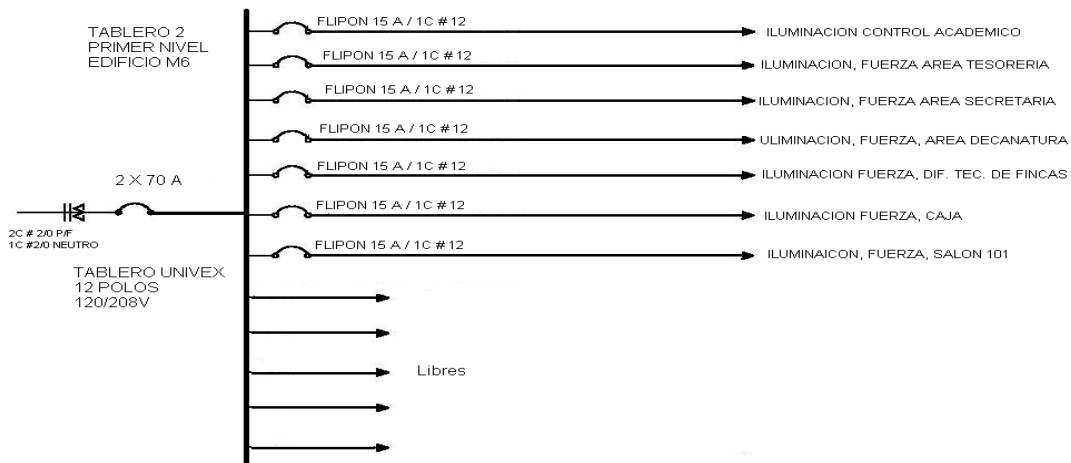 TABLERO 2
PRIMER NIVEL
EDIFICIO M6
FLIPON 15 A / 1C # 12
ILUMINACION CONTROL ACADEMICO
FLIPON 15 A / 1C # 12
ILUMINACION, FUERZA AREA TESORERIA
FLIPON 15 A / 1C # 12
ILUMINACION, FUERZA AREA SECRETARIA
FLIPON 15 A / 1C # 12
ULIMINACION, FUERZA, AREA DECANATURA
FLIPON 15 A / 1C # 12
ILUMINACION FUERZA, DIF. TEC. DE FINCAS
2 X 70 A
FLIPON 15 A / 1C # 12
ILUMINACION FUERZA, CAJA
2C # 2/0 P/F
1C #2/0 NEUTRO
FLIPON 15 A / 1C # 12
ILUMINAICON, FUERZA, SALON 101
TABLERO UNIVEX
12 POLOS
120/208V
Libres